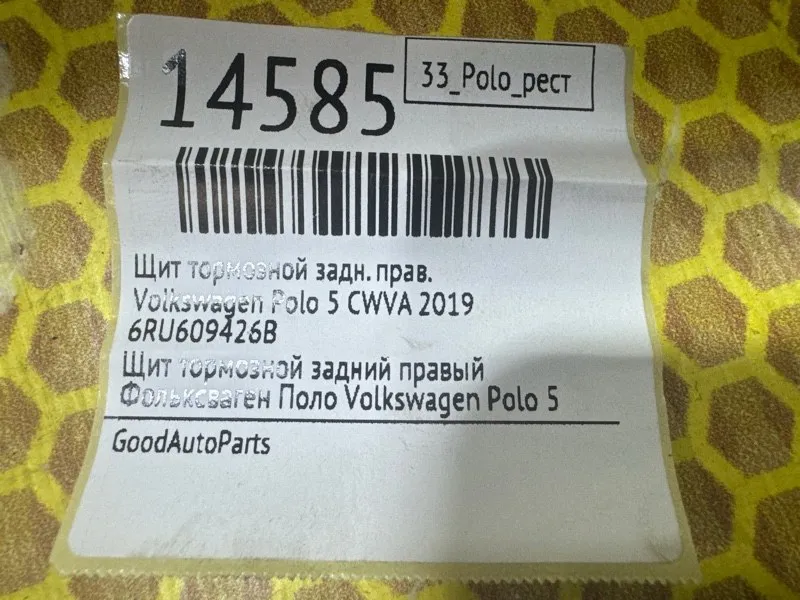 14585
33_Polo_рест
Щит тормозной задн. прав.
Volkswagen Polo 5 CWVA 2019
6RU609426B
Щит тормозной задний правый
Фольксваген Поло Volkswagen Polo 5
GoodAutoParts